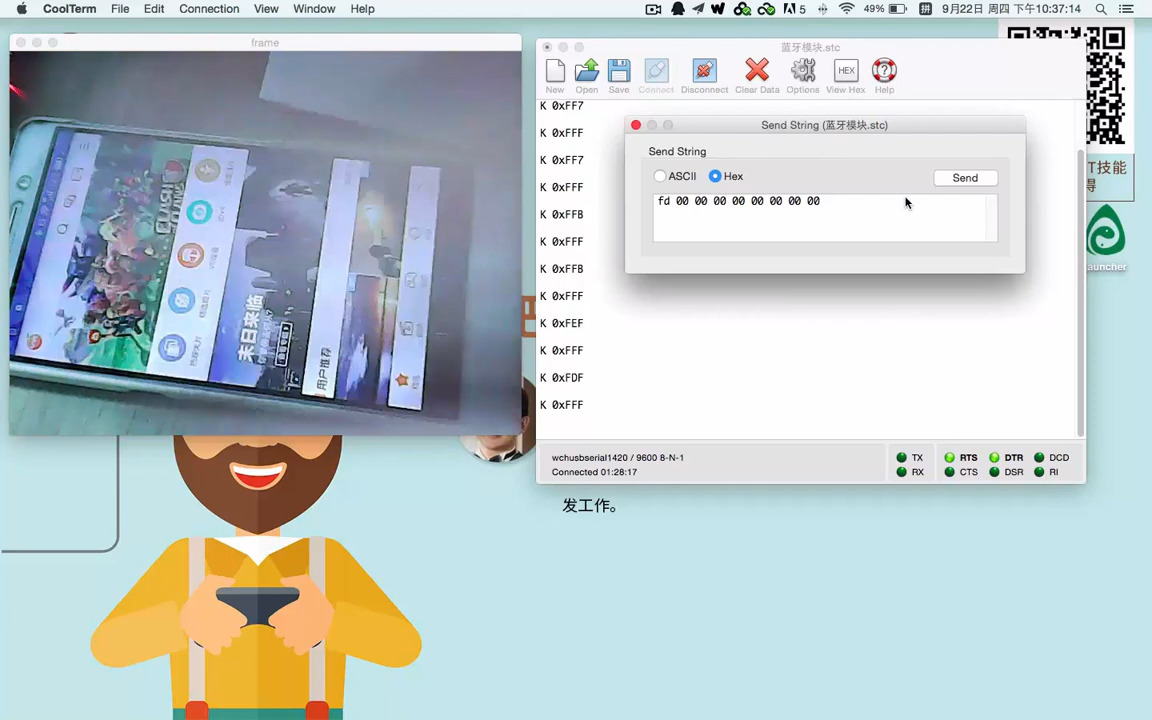 CoolTerm File Edit Connection View Window Help
5 49% 拼 9月22日 周四 下午10:37:14
frame
末日来临
用户推荐
蓝牙模块.stc
New Open Save Connect Disconnect Clear Data Options View Hex Help
HEX
K 0xFF7
K 0xFFF
K 0xFF7
K 0xFFF
K 0xFFB
K 0xFFF
K 0xFFB
K 0xFFF
K 0xFEF
K 0xFFF
K 0xFDF
K 0xFFF
Send String (蓝牙模块.stc)
Send String
ASCII Hex Send
fd 00 00 00 00 00 00 00 00
wchusbserial1420 / 9600 8-N-1
Connected 01:28:17
TX RTS DTR DCD
RX CTS DSR RI
T技能
得
auncher
发工作。